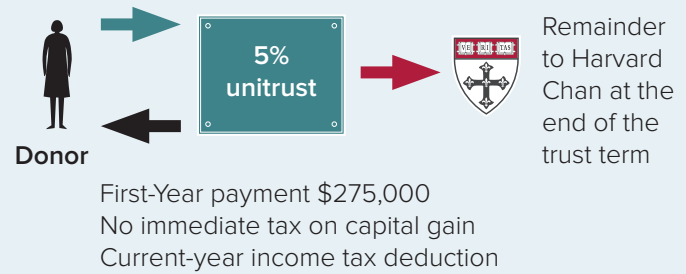 5%
unitrust
VE RI TAS
Remainder
to Harvard
Chan at the
end of the
trust term
Donor
First-Year payment $275,000
No immediate tax on capital gain
Current-year income tax deduction